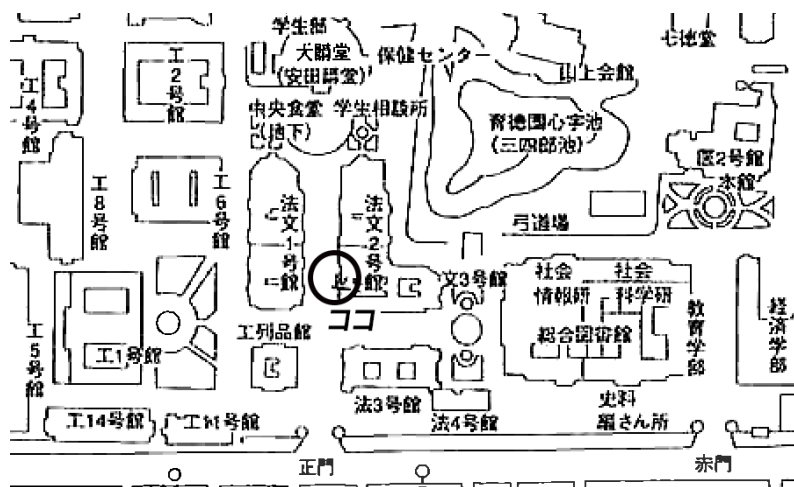 学生部
七徳堂
大講堂
(安田講堂)
保健センター
山上会館
工2号館
工4号館
中央食堂
(地下)
学生相談所
育徳園心字池
(三四郎池)
医2号館
本館
工8号館
工6号館
法文1号館
法文2号館
弓道場
文3号館
社会
情報研
社会
科学研
ココ
工列品館
総合図書館
教育学部
経済学部
工5号館
工1号館
法3号館
史料
編さん所
工14号館
法4号館
正門
赤門